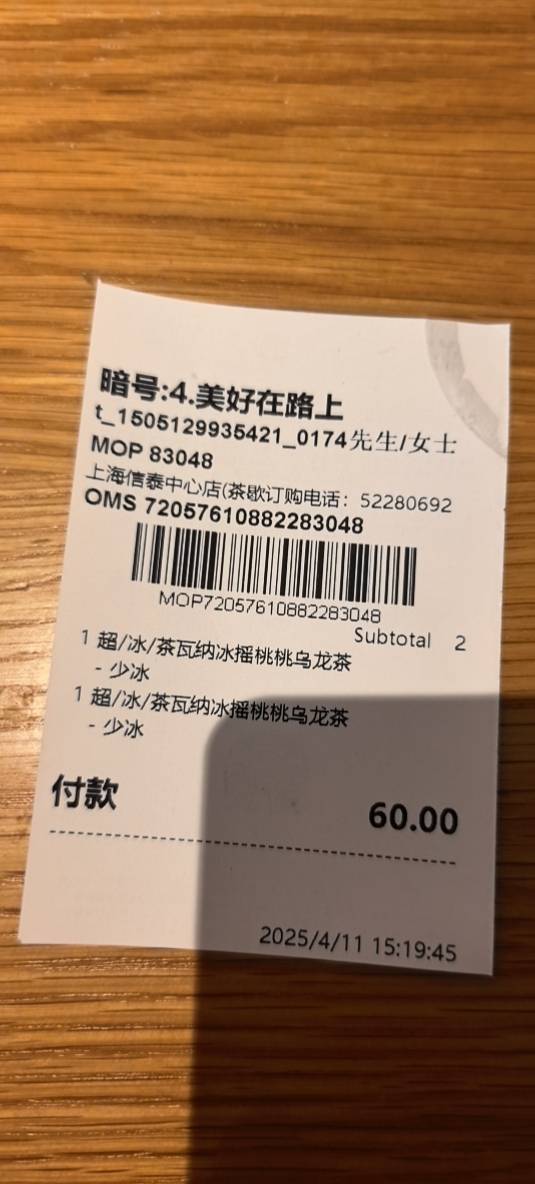 暗号:4.美好在路上
t_1505129935421_0174先生/女士
MOP 83048
上海信泰中心店(茶歇订购电话：52280692
OMS 72057610882283048
MOP72057610882283048
Subtotal 2
1 超/冰/茶瓦纳冰摇桃桃乌龙茶
- 少冰
1 超/冰/茶瓦纳冰摇桃桃乌龙茶
- 少冰
付款 60.00
2025/4/11 15:19:45